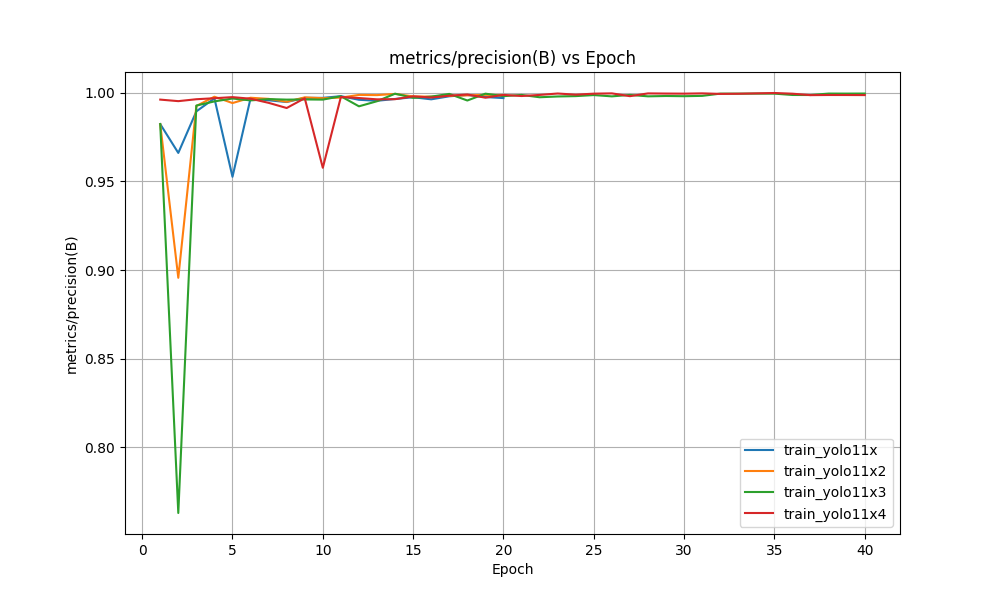 metrics/precision(B) vs Epoch
metrics/precision(B)
1.00
0.95
0.90
0.85
0.80
0
5
10
15
20
25
30
35
40
Epoch
train_yolo11x
train_yolo11x2
train_yolo11x3
train_yolo11x4